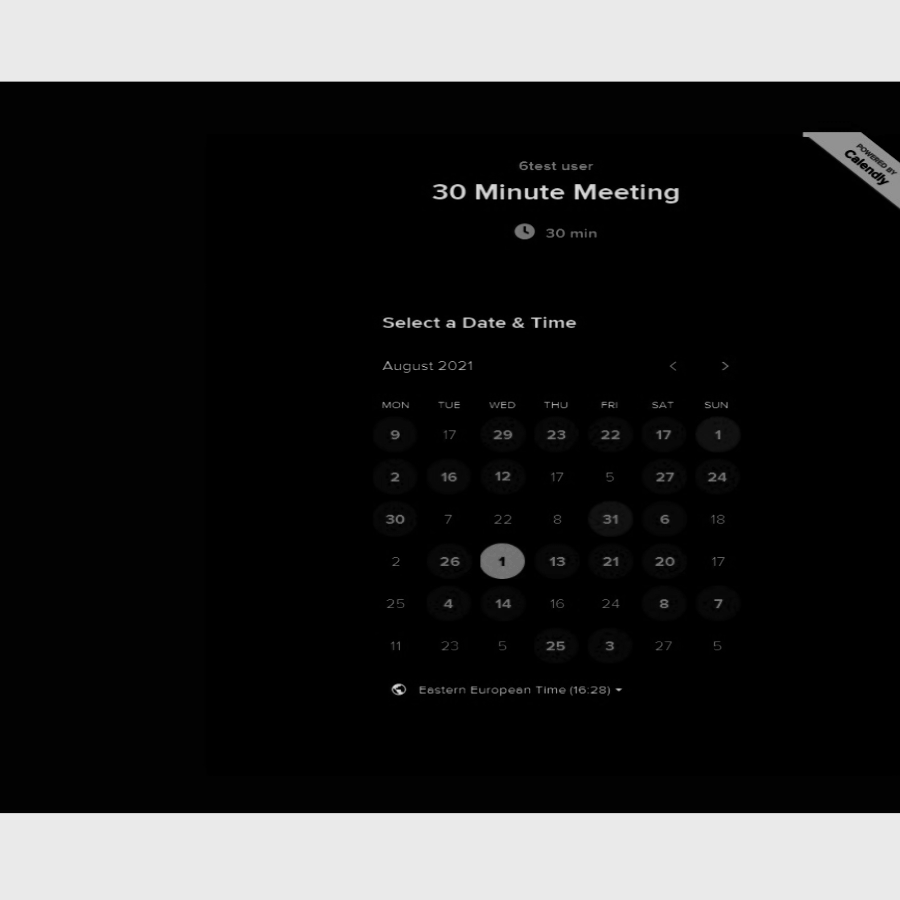 POWERED BY
Calendly
6test user
30 Minute Meeting
30 min
Select a Date & Time
August 2021 < >
MON TUE WED THU FRI SAT SUN
9 17 29 23 22 17 1
2 16 12 17 5 27 24
30 7 22 8 31 6 18
2 26 1 13 21 20 17
25 4 14 16 24 8 7
11 23 5 25 3 27 5
Eastern European Time (16:28)